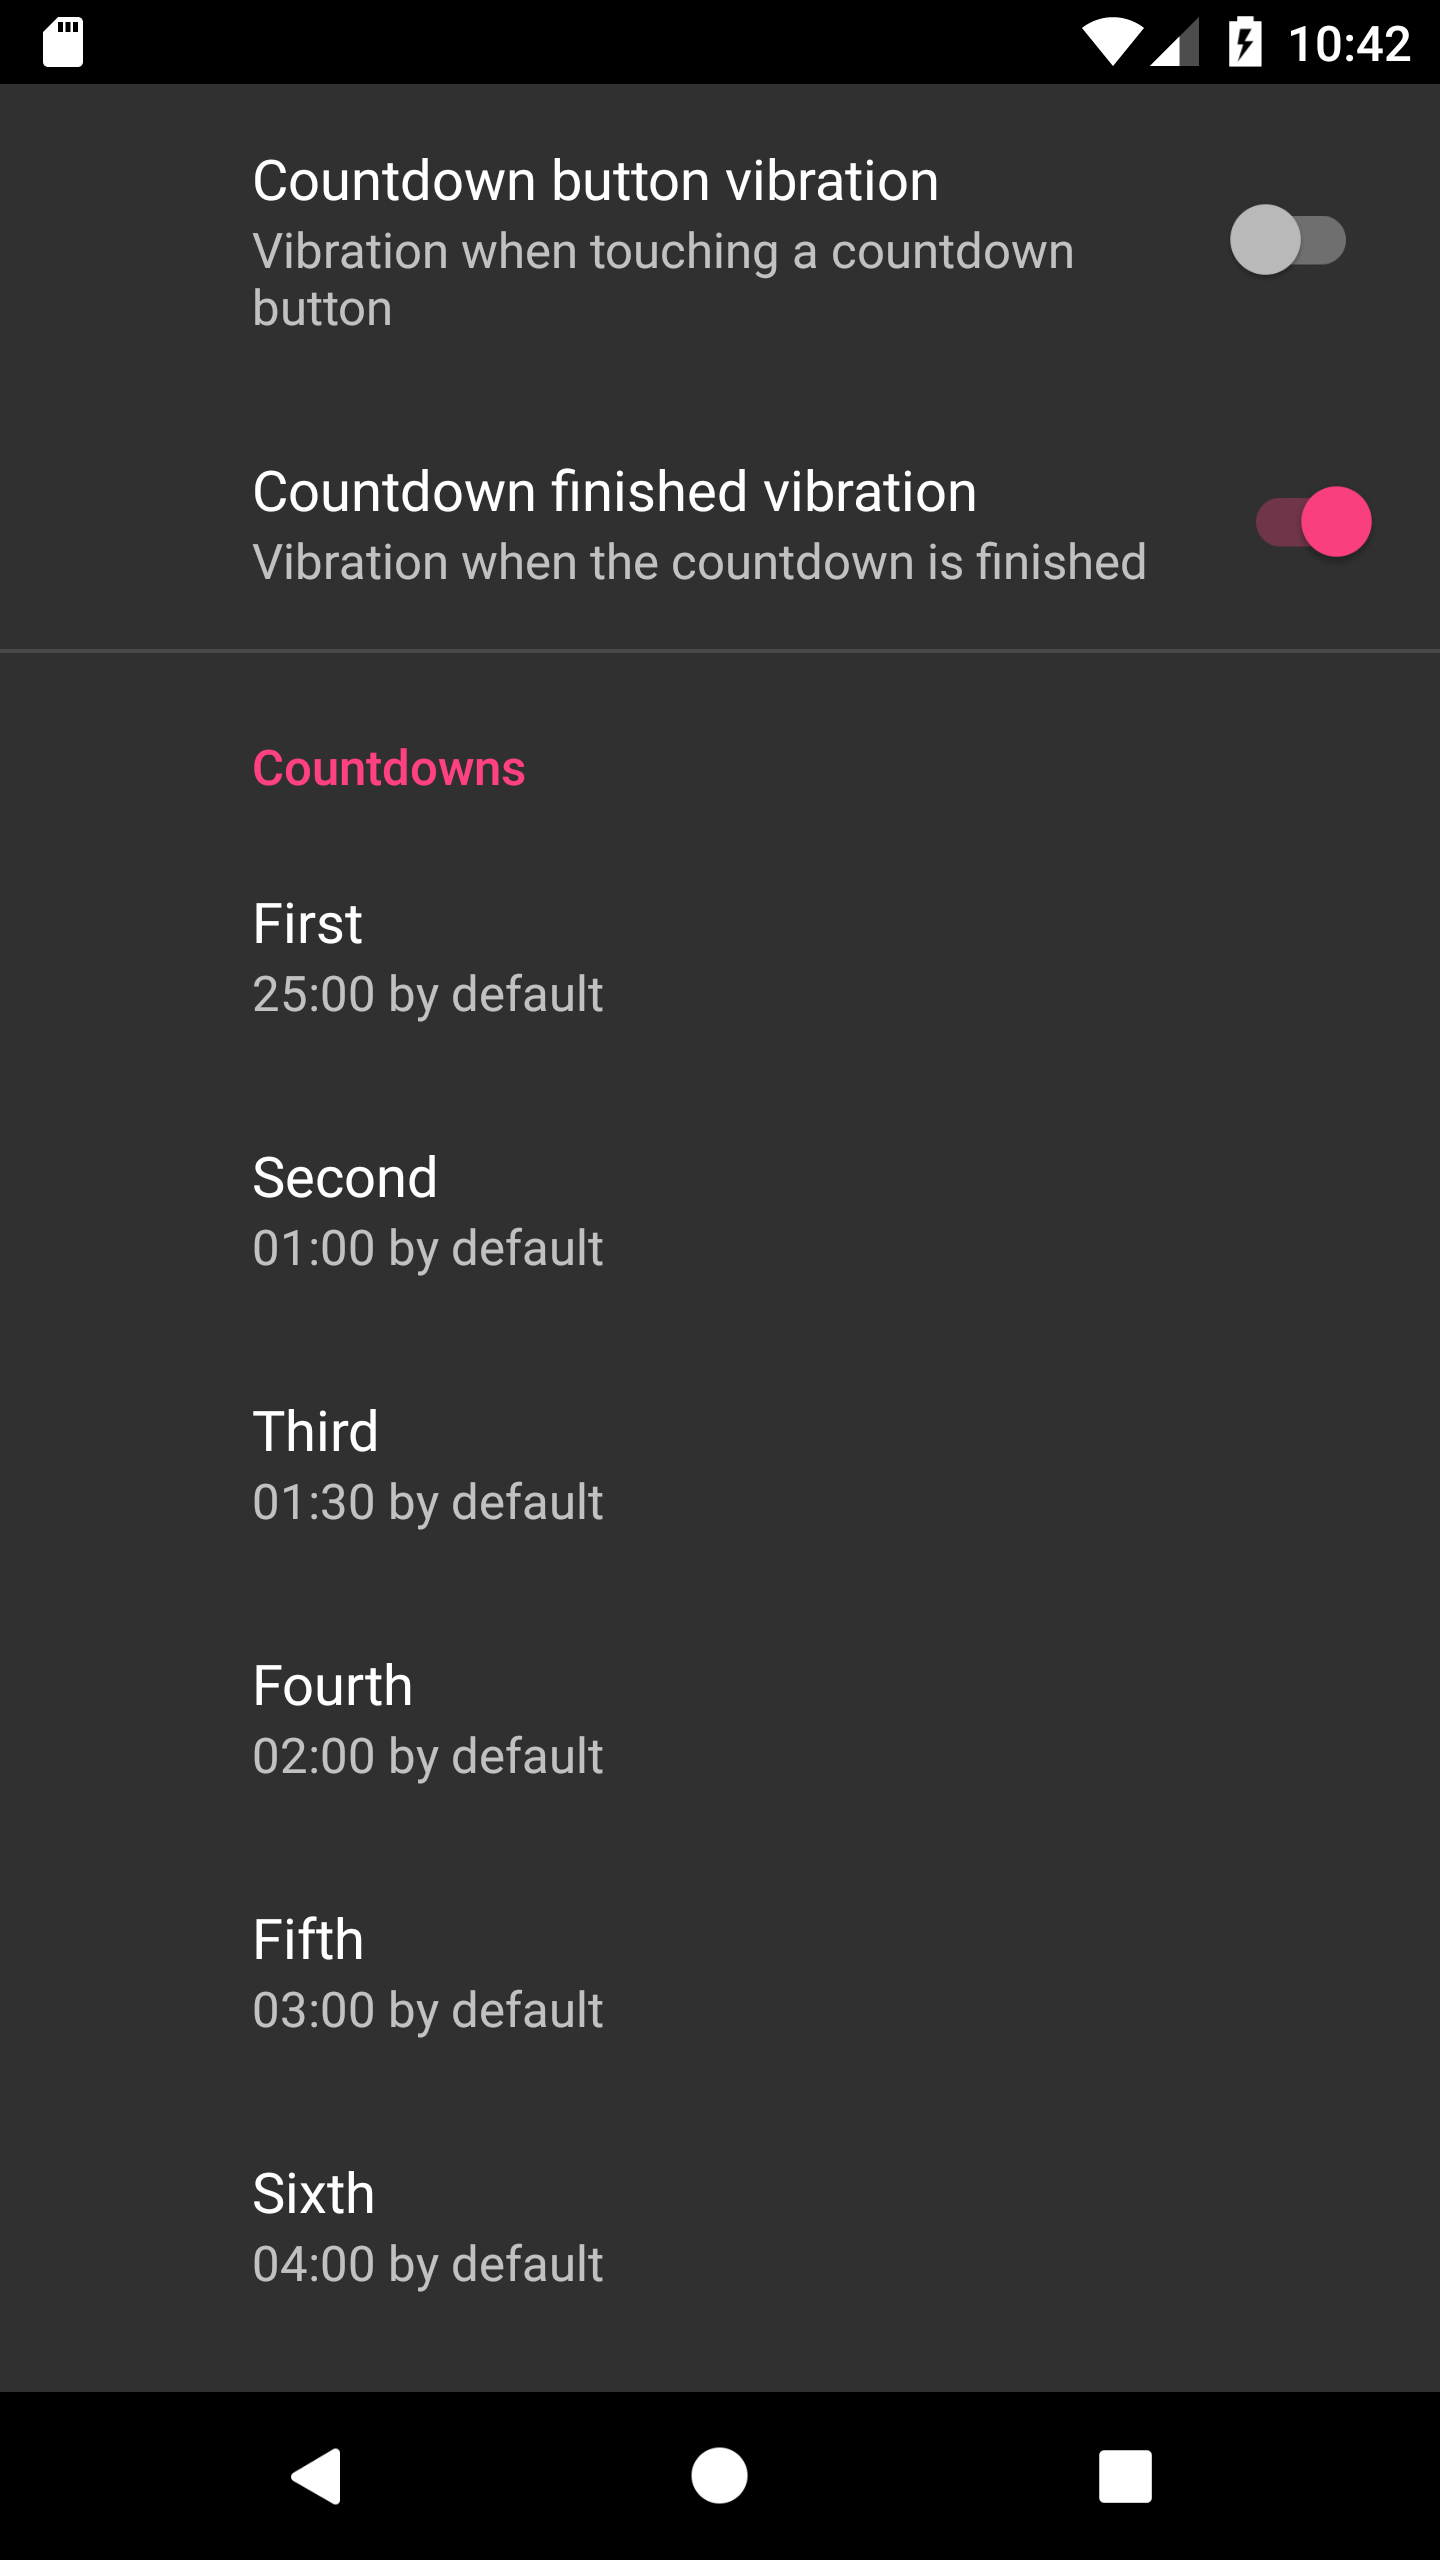 10:42
Countdown button vibration
Vibration when touching a countdown
button
Countdown finished vibration
Vibration when the countdown is finished
Countdowns
First
25:00 by default
Second
01:00 by default
Third
01:30 by default
Fourth
02:00 by default
Fifth
03:00 by default
Sixth
04:00 by default